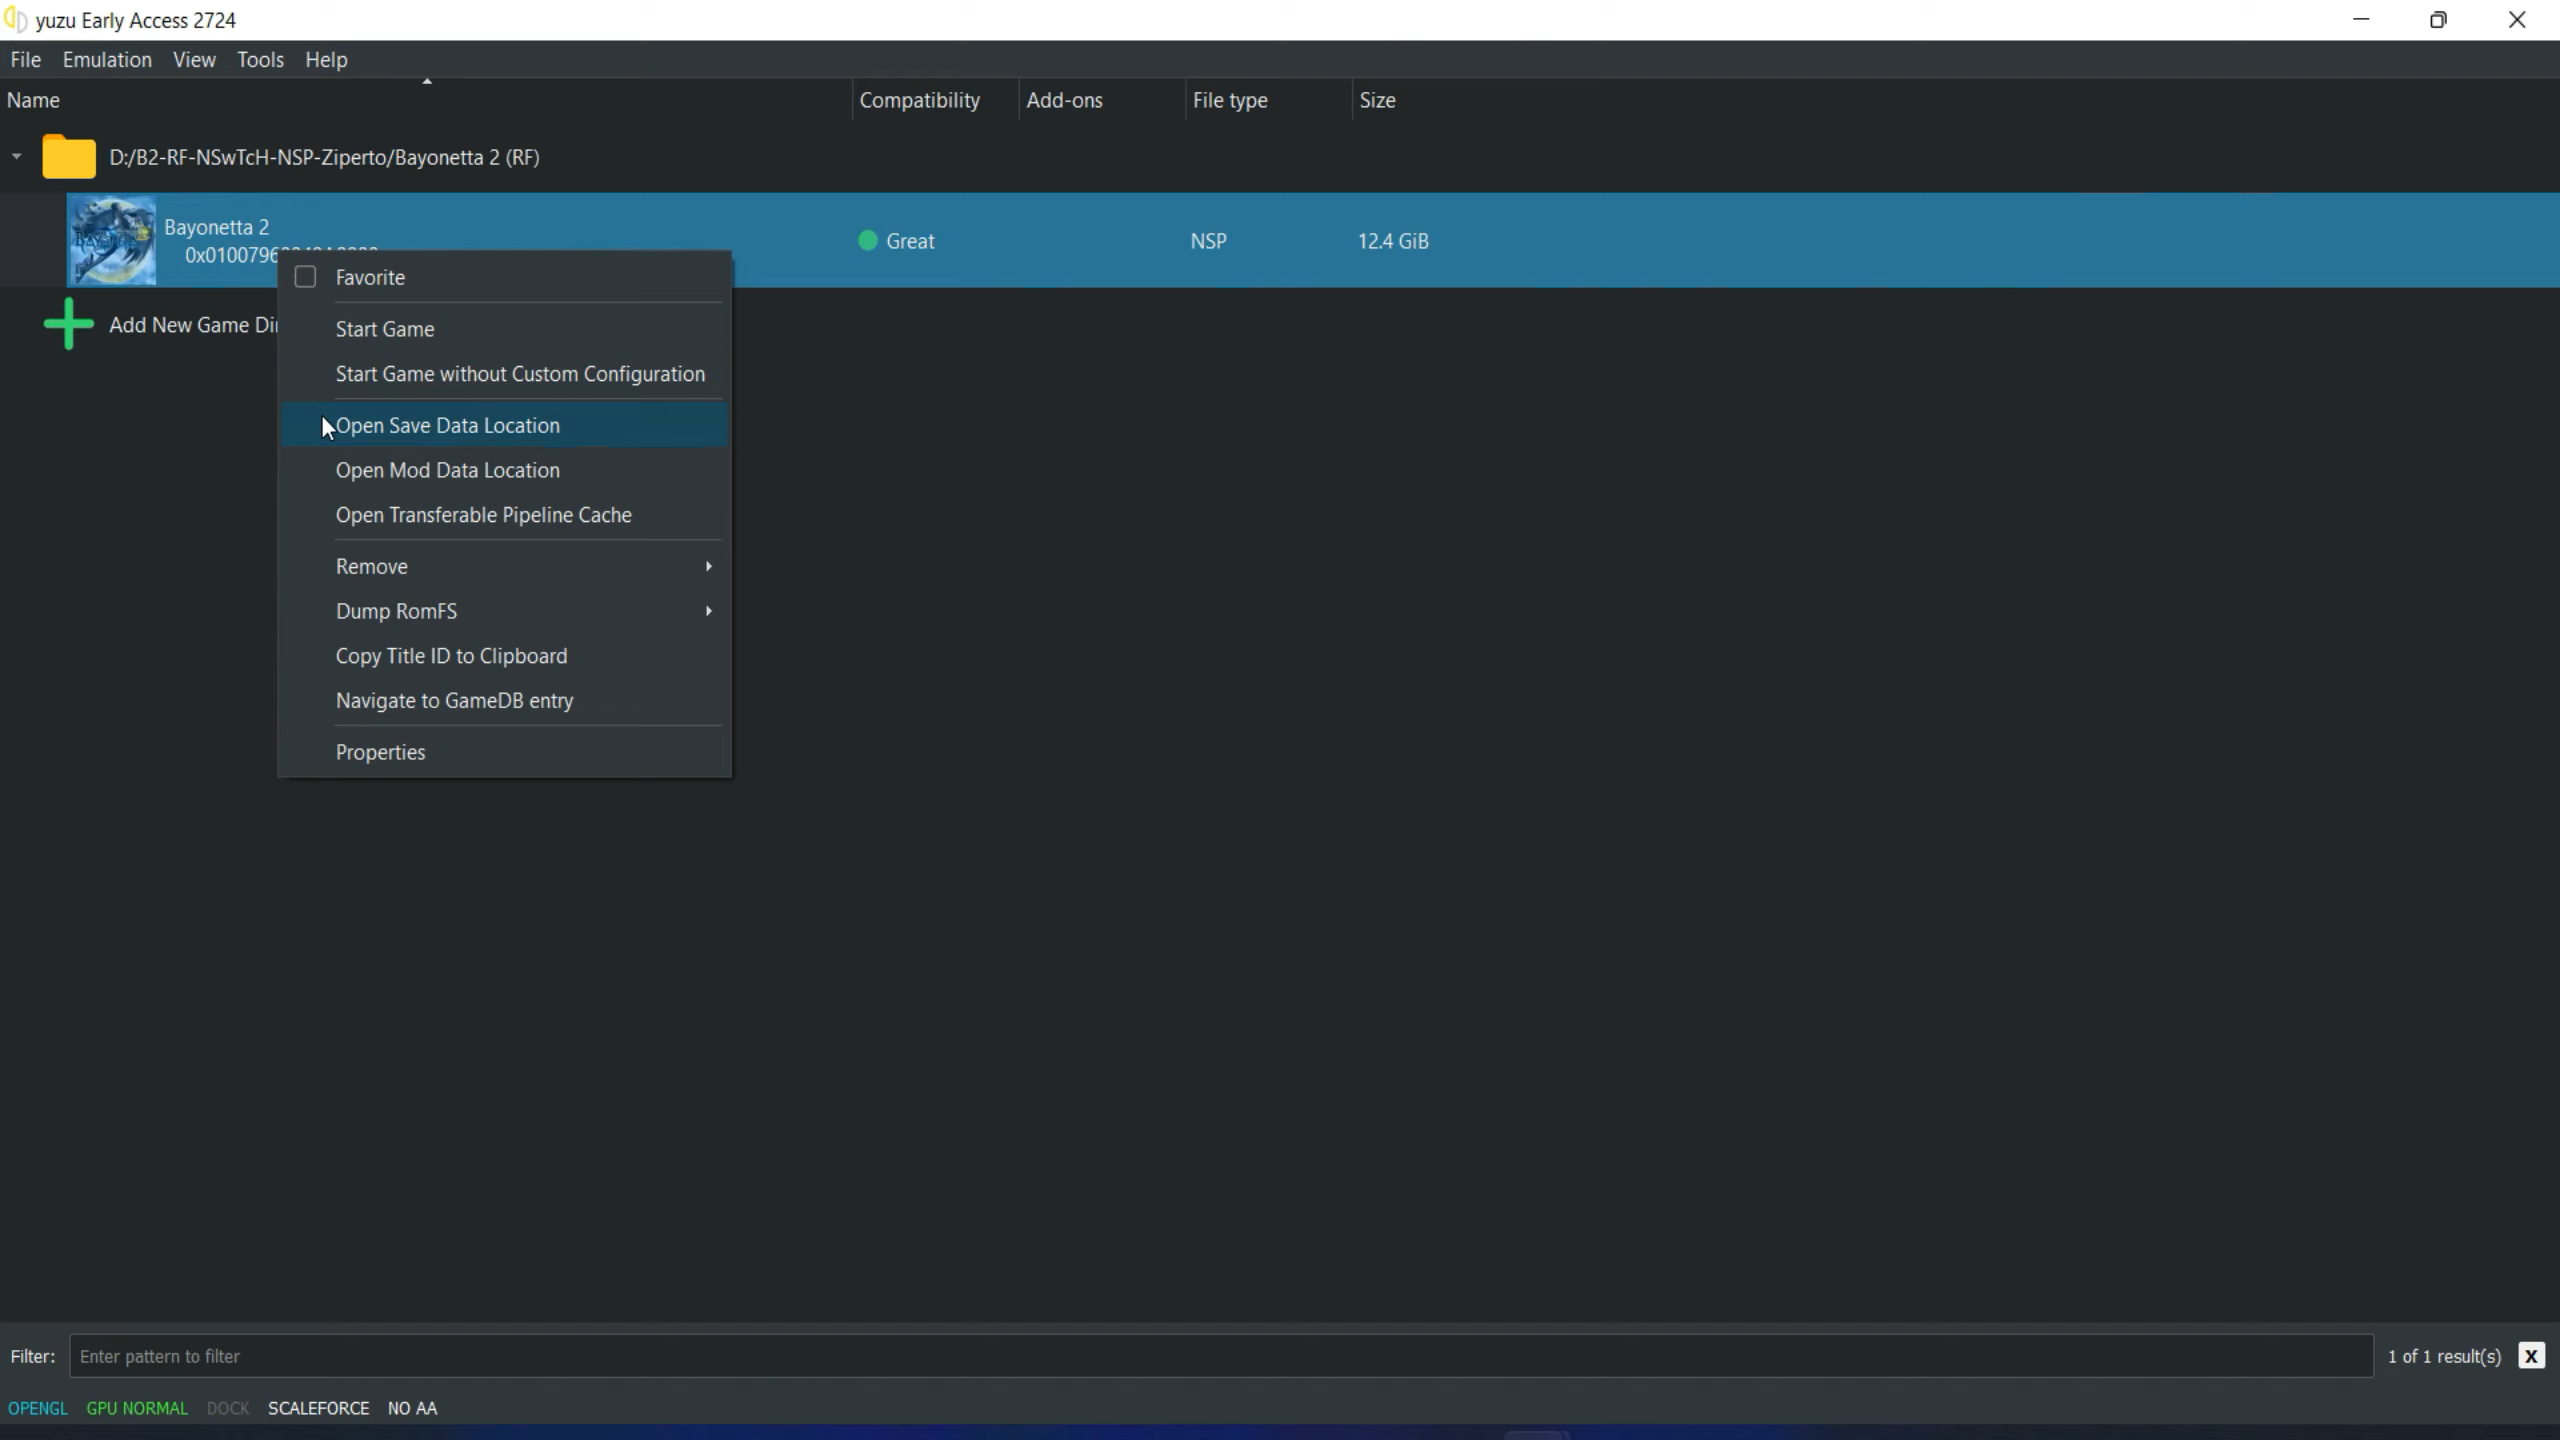 yuzu Early Access 2724
File Emulation View Tools Help
Name Compatibility Add-ons File type Size
D:/B2-RF-NSwTcH-NSP-Ziperto/Bayonetta 2 (RF)
Bayonetta 2
0x0100796
Great NSP 12.4 GiB
Add New Game
Favorite
Start Game
Start Game without Custom Configuration
Open Save Data Location
Open Mod Data Location
Open Transferable Pipeline Cache
Remove
Dump RomFS
Copy Title ID to Clipboard
Navigate to GameDB entry
Properties
Filter: Enter pattern to filter 1 of 1 result(s) X
OPENGL GPU NORMAL DOCK SCALEFORCE NO AA